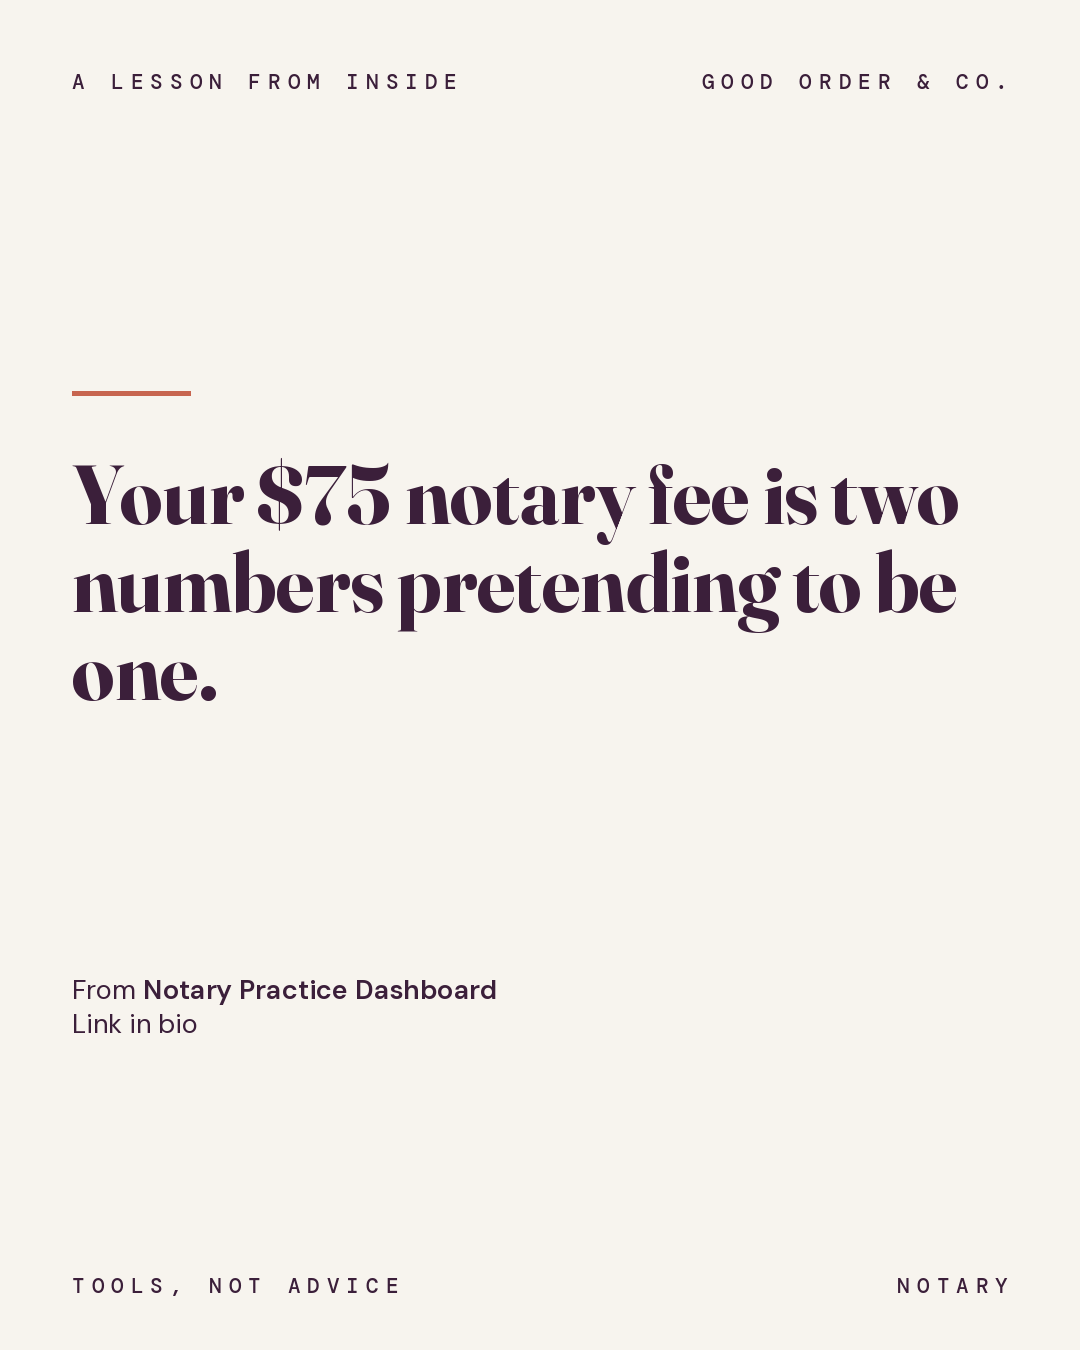 A LESSON FROM INSIDE
GOOD ORDER & CO.
Your $75 notary fee is two
numbers pretending to be
one.
From Notary Practice Dashboard
Link in bio
TOOLS, NOT ADVICE
NOTARY